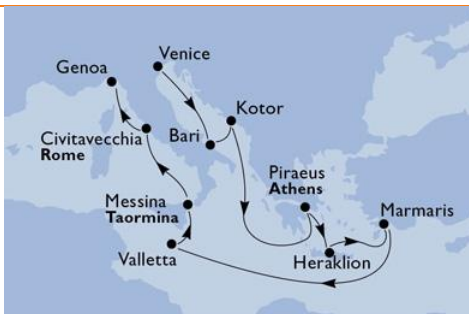 Venice
Genoa
Kotor
Civitavecchia
Rome
Bari
Piraeus
Athens
Messina
Taormina
Marmaris
Valletta
Heraklion